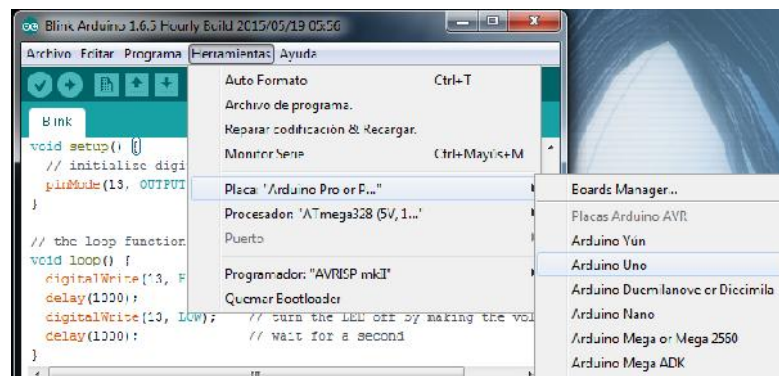 Blink Arduino 1.6.5 Hourly Build 2015/05/19 05:56
Archivo Editar Programa Herramientas Ayuda
Blink
void setup() {
// initialize digi
pinMode(13, OUTPUT
}
// the loop function
void loop() {
digitalWrite(13,
delay(1000);
digitalWrite(13, LOW); // turn the LED off by making the vol
delay(1000); // wait for a second
}
Auto Formato Ctrl+T
Archivo de programa.
Reparar codificación & Recargar.
Monitor Serie Ctrl+Mayús+M
Placa: "Arduino Pro or P..."
Procesador: "ATmega328 (5V, 1..."
Puerto
Programador: "AVRISP mkII"
Quemar Bootloader
Boards Manager...
Placas Arduino AVR
Arduino Yún
Arduino Uno
Arduino Duemilanove or Diecimila
Arduino Nano
Arduino Mega or Mega 2560
Arduino Mega ADK